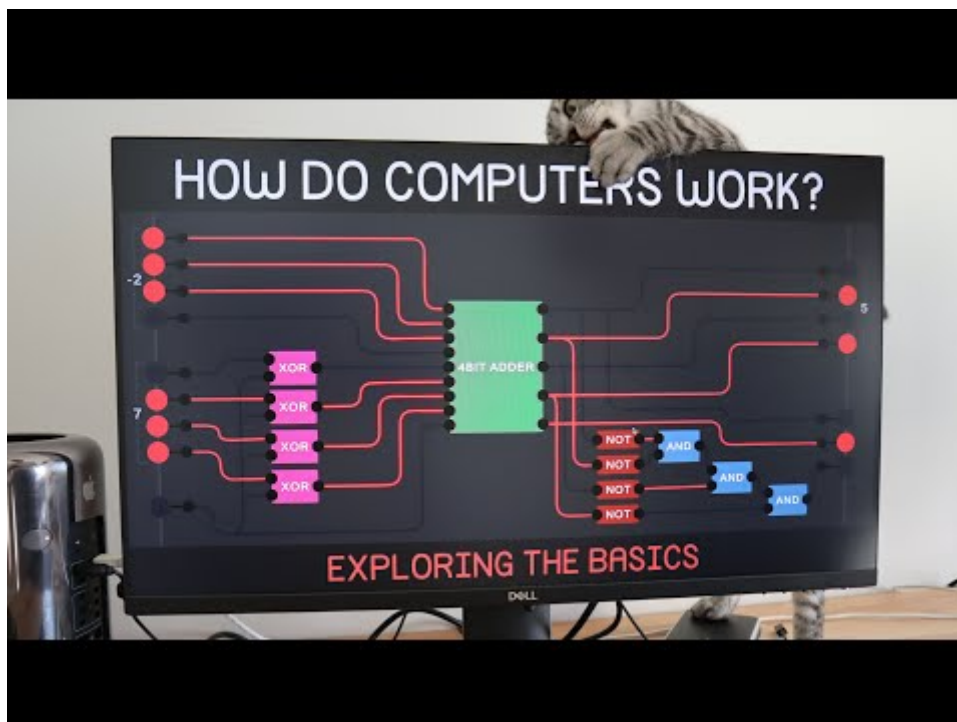 HOW DO COMPUTERS WORK?
-2
5
XOR
4BIT ADDER
7
XOR
XOR
NOT
AND
NOT
XOR
NOT
AND
NOT
AND
EXPLORING THE BASICS
DELL